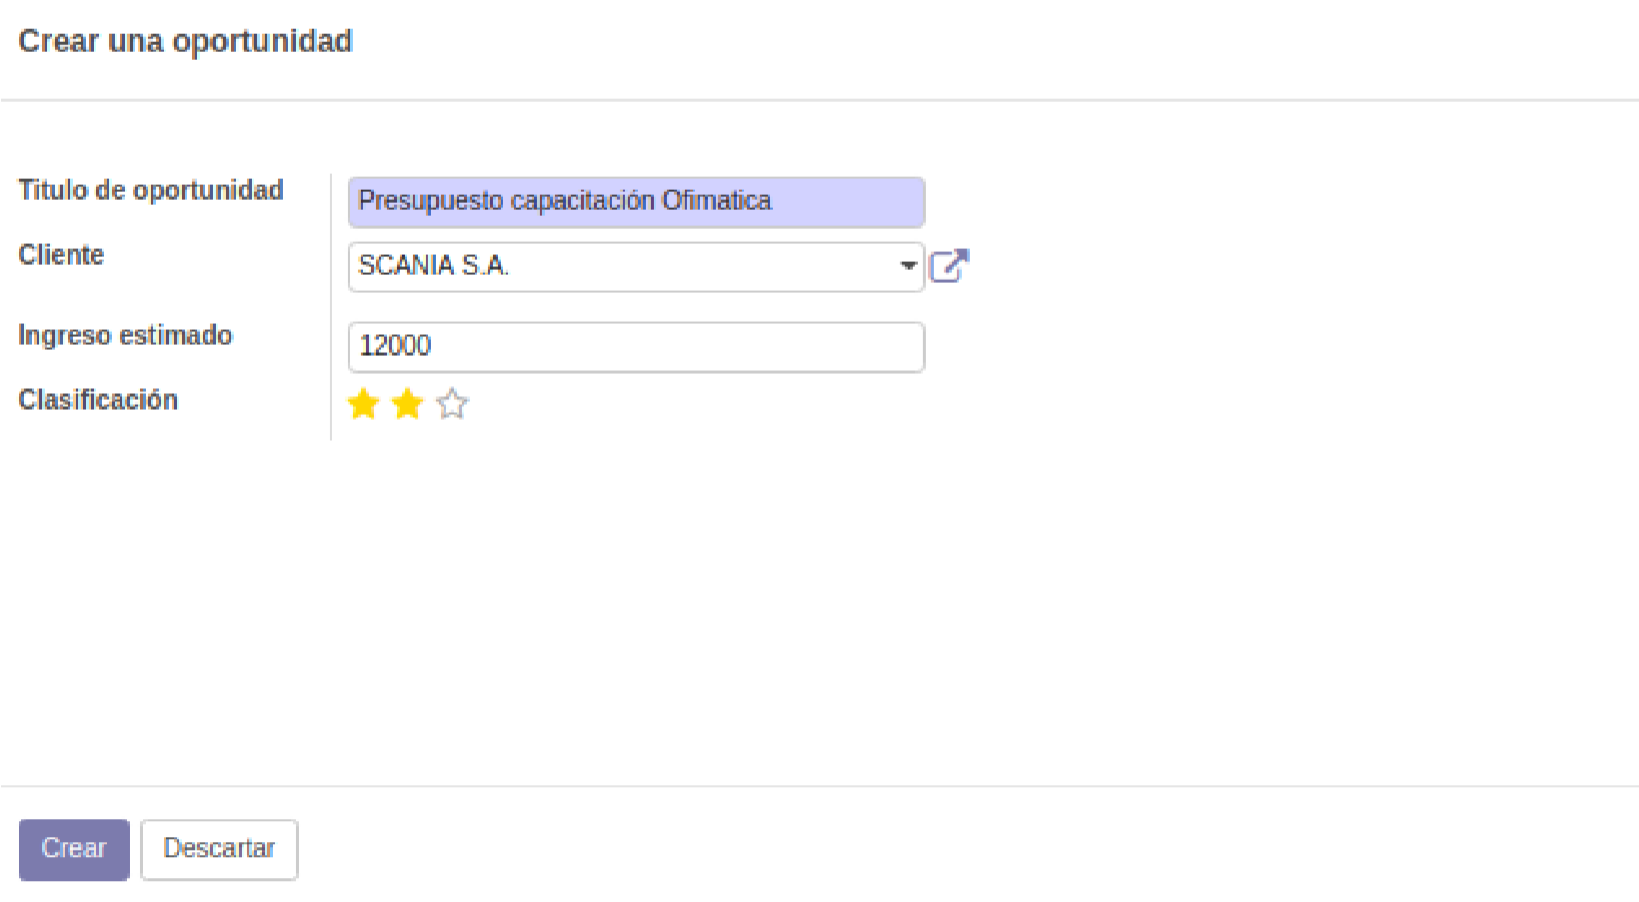 Crear una oportunidad
Titulo de oportunidad
Presupuesto capacitación Ofimatica
Cliente
SCANIA S.A.
Ingreso estimado
12000
Clasificación
Crear
Descartar